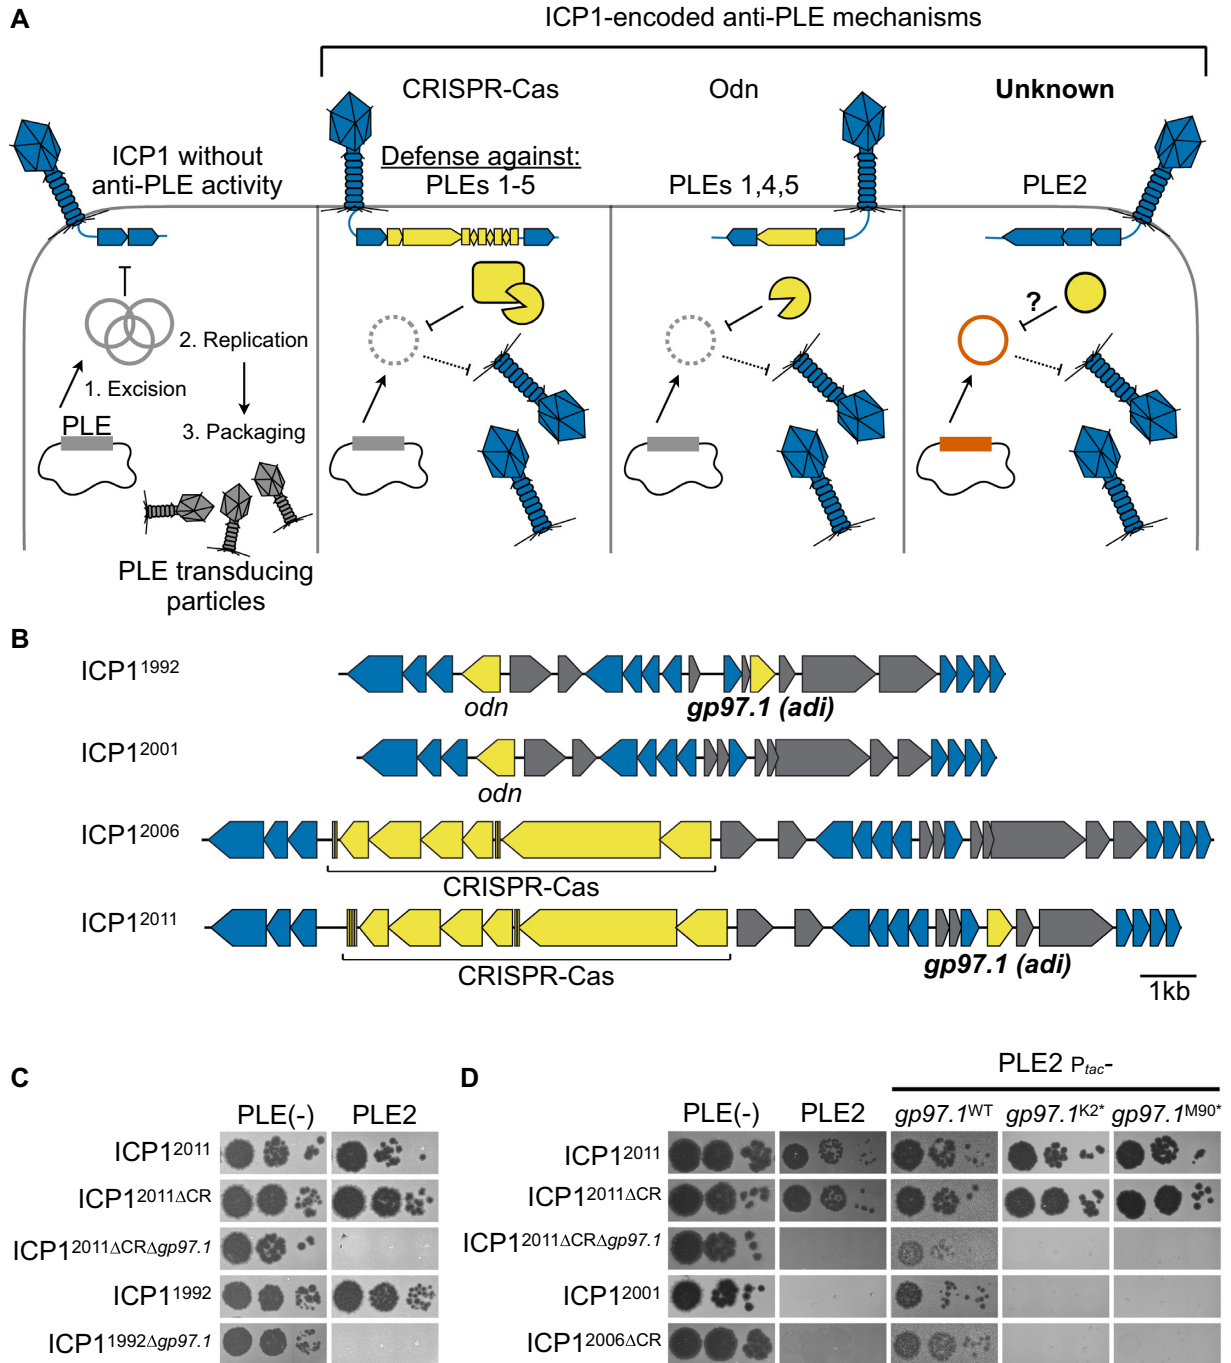 A
ICP1-encoded anti-PLE mechanisms
CRISPR-Cas
Odn
Unknown
ICP1 without
anti-PLE activity
Defense against:
PLEs 1-5
PLEs 1,4,5
PLE2
?
2. Replication
1. Excision
PLE
3. Packaging
PLE transducing
particles
B
ICP1¹⁹⁹²
odn
gp97.1 (adi)
ICP1²⁰⁰¹
odn
ICP1²⁰⁰⁶
CRISPR-Cas
ICP1²⁰¹¹
CRISPR-Cas
gp97.1 (adi)
1kb
C
PLE(-)
PLE2
ICP1²⁰¹¹
ICP1²⁰¹¹ΔCR
ICP1²⁰¹¹ΔCRΔgp97.1
ICP1¹⁹⁹²
ICP1¹⁹⁹²Δgp97.1
D
PLE2 Ptac-
PLE(-)
PLE2
gp97.1WT
gp97.1K2*
gp97.1M90*
ICP1²⁰¹¹
ICP1²⁰¹¹ΔCR
ICP1²⁰¹¹ΔCRΔgp97.1
ICP1²⁰⁰¹
ICP1²⁰⁰⁶ΔCR